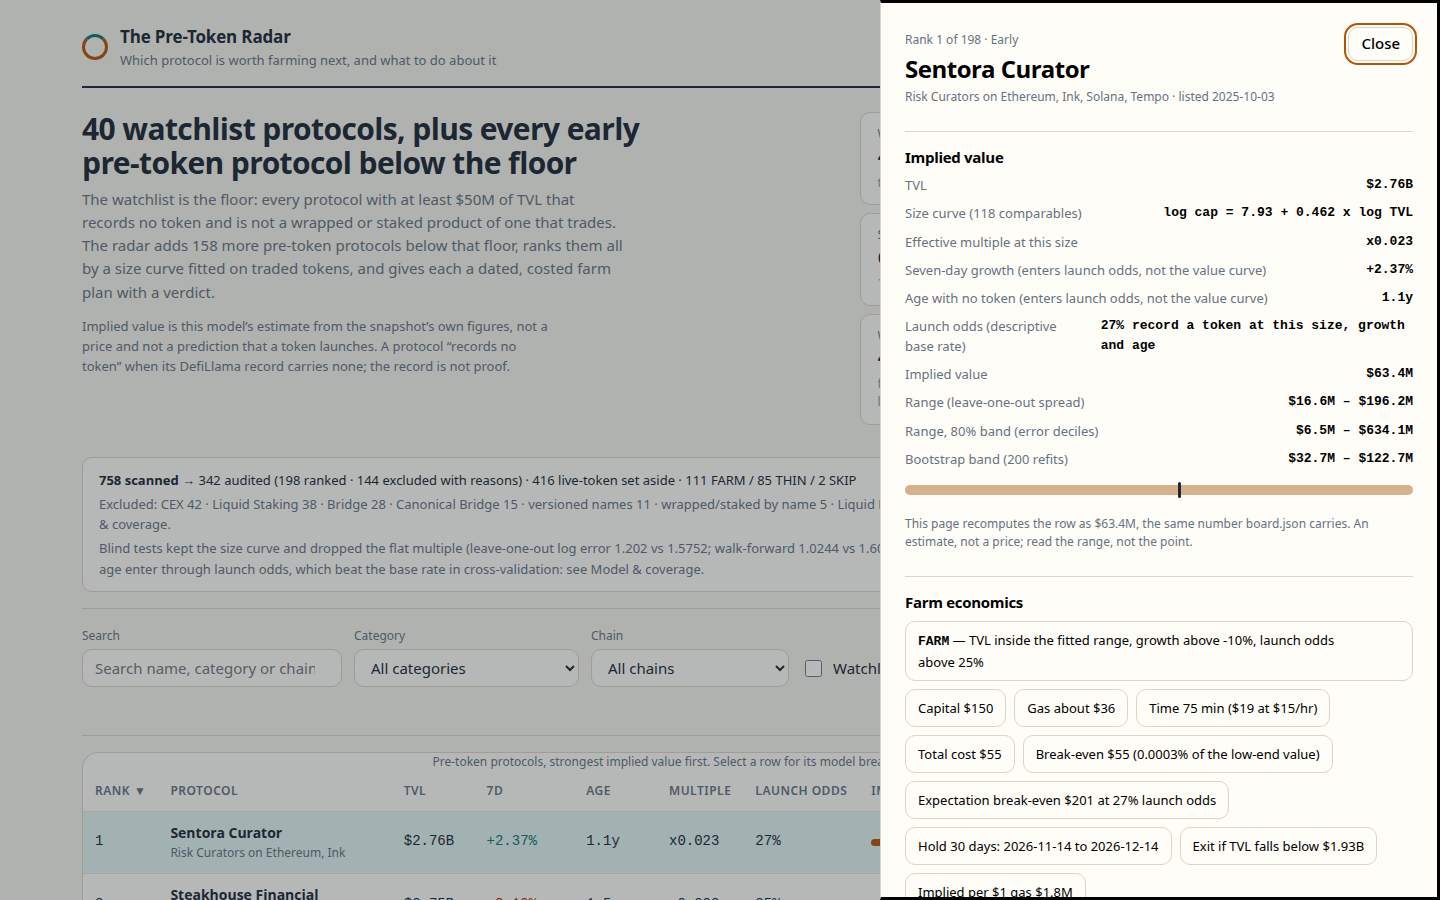 The Pre-Token Radar
Which protocol is worth farming next, and what to do about it
40 watchlist protocols, plus every early
pre-token protocol below the floor
The watchlist is the floor: every protocol with at least $50M of TVL that
records no token and is not a wrapped or staked product of one that trades.
The radar adds 158 more pre-token protocols below that floor, ranks them all
by a size curve fitted on traded tokens, and gives each a dated, costed farm
plan with a verdict.
Implied value is this model’s estimate from the snapshot’s own figures, not a
price and not a prediction that a token launches. A protocol “records no
token” when its DefiLlama record carries none; the record is not proof.
758 scanned → 342 audited (198 ranked · 144 excluded with reasons) · 416 live-token set aside · 111 FARM / 85 THIN / 2 SKIP
Excluded: CEX 42 · Liquid Staking 38 · Bridge 28 · Canonical Bridge 15 · versioned names 11 · wrapped/staked by name 5 · Liquid
& coverage.
Blind tests kept the size curve and dropped the flat multiple (leave-one-out log error 1.202 vs 1.5752; walk-forward 1.0244 vs
age enter through launch odds, which beat the base rate in cross-validation: see Model & coverage.
Search
Category
Chain
Search name, category or chain
All categories
All chains
Pre-token protocols, strongest implied value first. Select a row for its model
RANK ▼ PROTOCOL TVL 7D AGE MULTIPLE LAUNCH ODDS
1 Sentora Curator $2.76B +2.37% 1.1y x0.023 27%
Risk Curators on Ethereum, Ink
Steakhouse Financial
Rank 1 of 198 · Early
Close
Sentora Curator
Risk Curators on Ethereum, Ink, Solana, Tempo · listed 2025-10-03
Implied value
TVL $2.76B
Size curve (118 comparables) log cap = 7.93 + 0.462 x log TVL
Effective multiple at this size x0.023
Seven-day growth (enters launch odds, not the value curve) +2.37%
Age with no token (enters launch odds, not the value curve) 1.1y
Launch odds (descriptive base rate) 27% record a token at this size, growth and age
Implied value $63.4M
Range (leave-one-out spread) $16.6M – $196.2M
Range, 80% band (error deciles) $6.5M – $634.1M
Bootstrap band (200 refits) $32.7M – $122.7M
This page recomputes the row as $63.4M, the same number board.json carries. An
estimate, not a price; read the range, not the point.
Farm economics
FARM — TVL inside the fitted range, growth above -10%, launch odds
above 25%
Capital $150
Gas about $36
Time 75 min ($19 at $15/hr)
Total cost $55
Break-even $55 (0.0003% of the low-end value)
Expectation break-even $201 at 27% launch odds
Hold 30 days: 2026-11-14 to 2026-12-14
Exit if TVL falls below $1.93B
Implied per $1 gas $1.8M